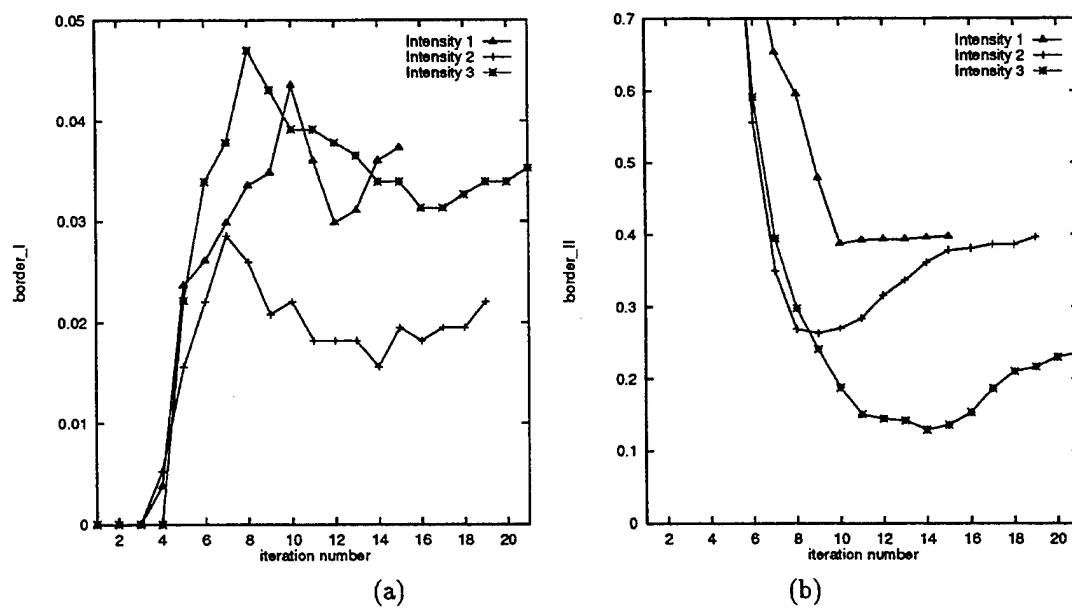 0.05
0.04
0.03
0.02
0.01
0
border_I
Intensity 1
Intensity 2
Intensity 3
2 4 6 8 10 12 14 16 18 20
iteration number
(a)
0.7
0.6
0.5
0.4
0.3
0.2
0.1
0
border_II
Intensity 1
Intensity 2
Intensity 3
2 4 6 8 10 12 14 16 18 20
iteration number
(b)